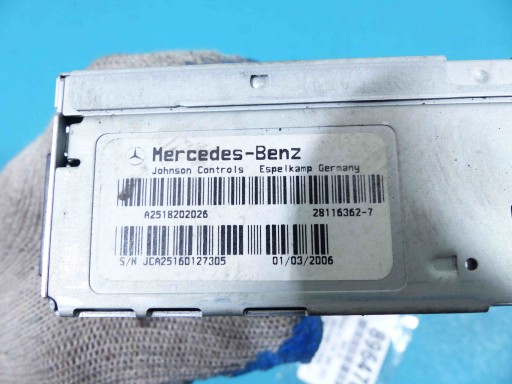 Mercedes-Benz
Johnson Controls Espelkamp Germany
A2518202026 28116362-7
S/N JCA25160127305 01/03/2006